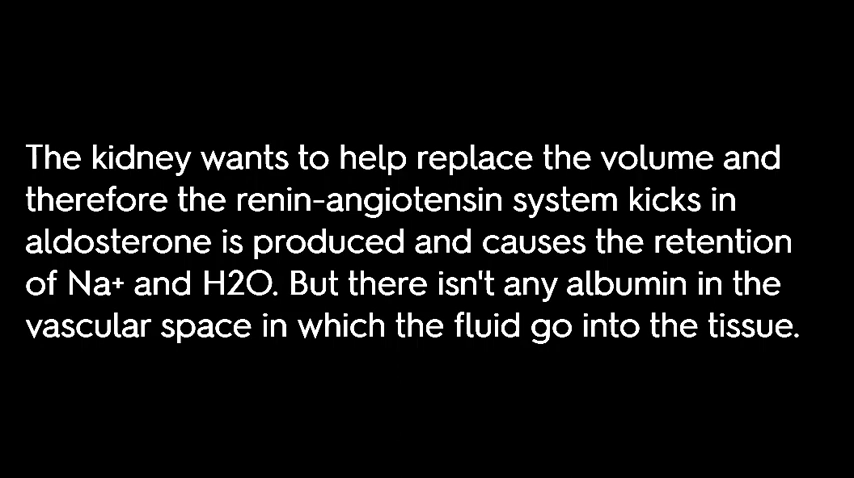 The kidney wants to help replace the volume and
therefore the renin-angiotensin system kicks in
aldosterone is produced and causes the retention
of Na+ and H2O. But there isn't any albumin in the
vascular space in which the fluid go into the tissue.